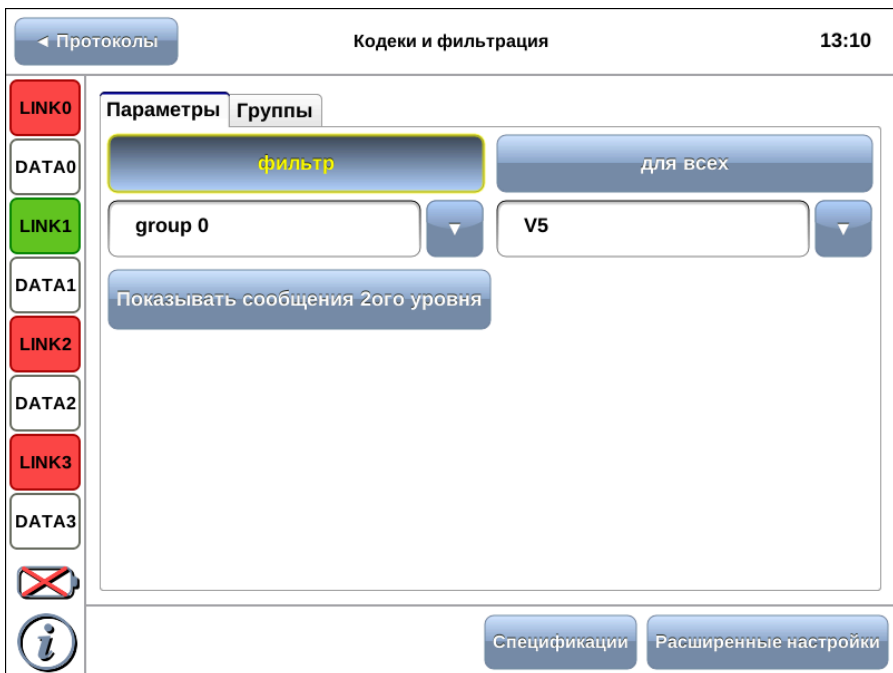 ◄ Протоколы
Кодеки и фильтрация
13:10
LINK0
DATA0
LINK1
DATA1
LINK2
DATA2
LINK3
DATA3
i
Параметры
Группы
фильтр
для всех
group 0
▼
V5
▼
Показывать сообщения 2ого уровня
Спецификации
Расширенные настройки